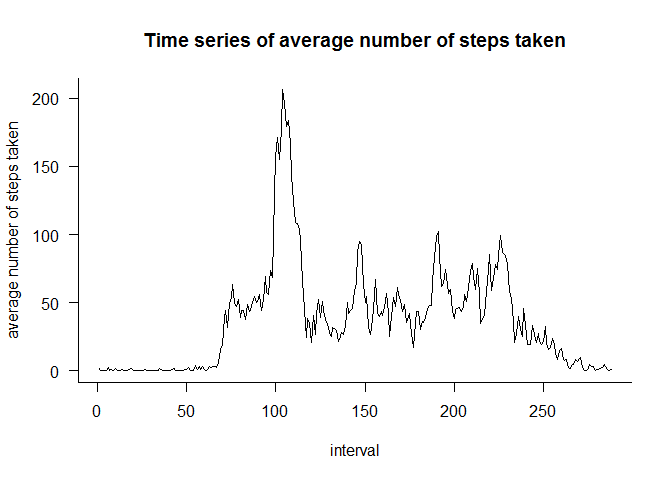 Time series of average number of steps taken
average number of steps taken
200
150
100
50
0
0 50 100 150 200 250
interval